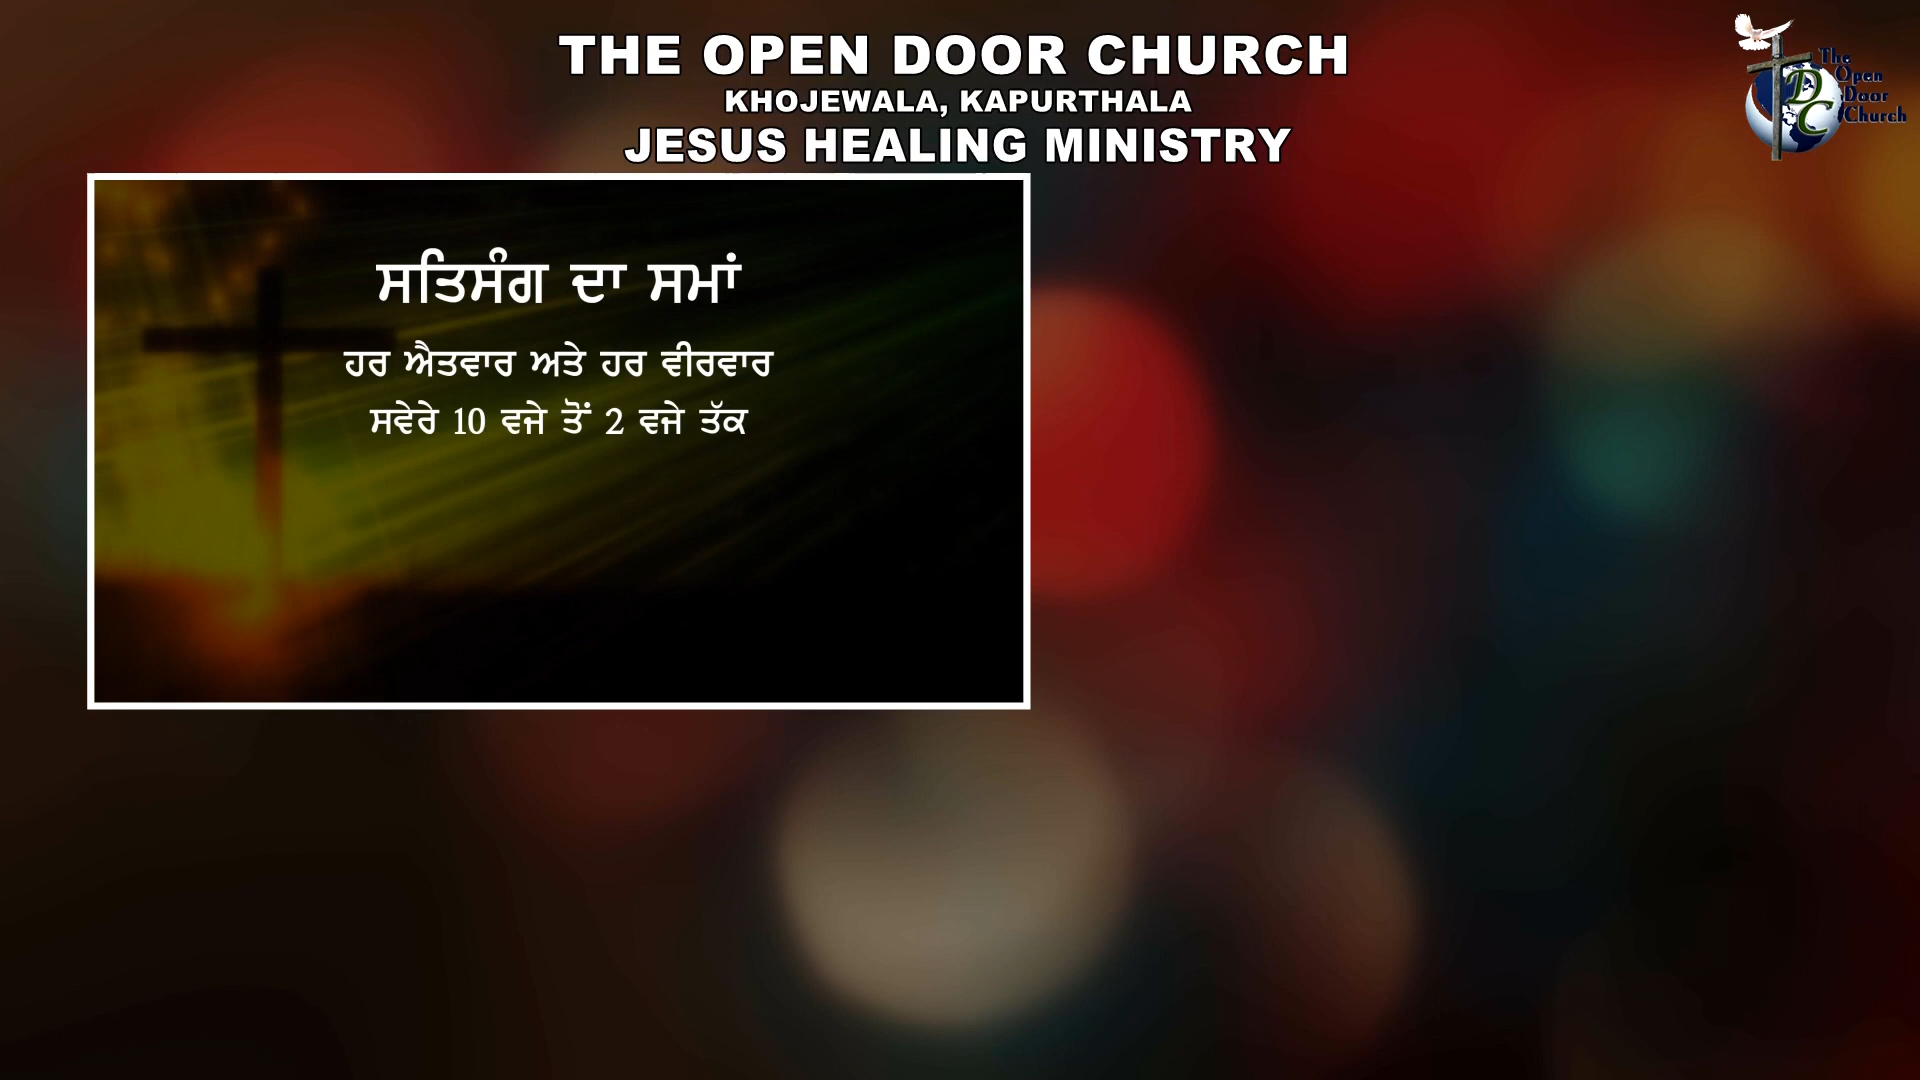 THE OPEN DOOR CHURCH
KHOJEWALA, KAPURTHALA
JESUS HEALING MINISTRY
The
Open
Door
Church
DC
ਸਤਿਸੰਗ ਦਾ ਸਮਾਂ
ਹਰ ਐਤਵਾਰ ਅਤੇ ਹਰ ਵੀਰਵਾਰ
ਸਵੇਰੇ 10 ਵਜੇ ਤੋਂ 2 ਵਜੇ ਤੱਕ